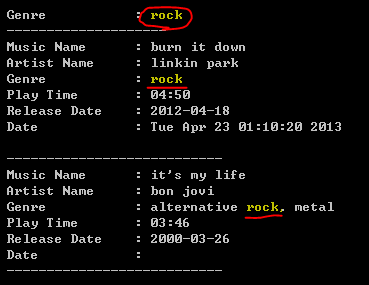 Genre : rock
--------------------
Music Name : burn it down
Artist Name : linkin park
Genre : rock
Play Time : 04:50
Release Date : 2012-04-18
Date : Tue Apr 23 01:10:20 2013
---------------------------
Music Name : it's my life
Artist Name : bon jovi
Genre : alternative rock, metal
Play Time : 03:46
Release Date : 2000-03-26
Date :
---------------------------